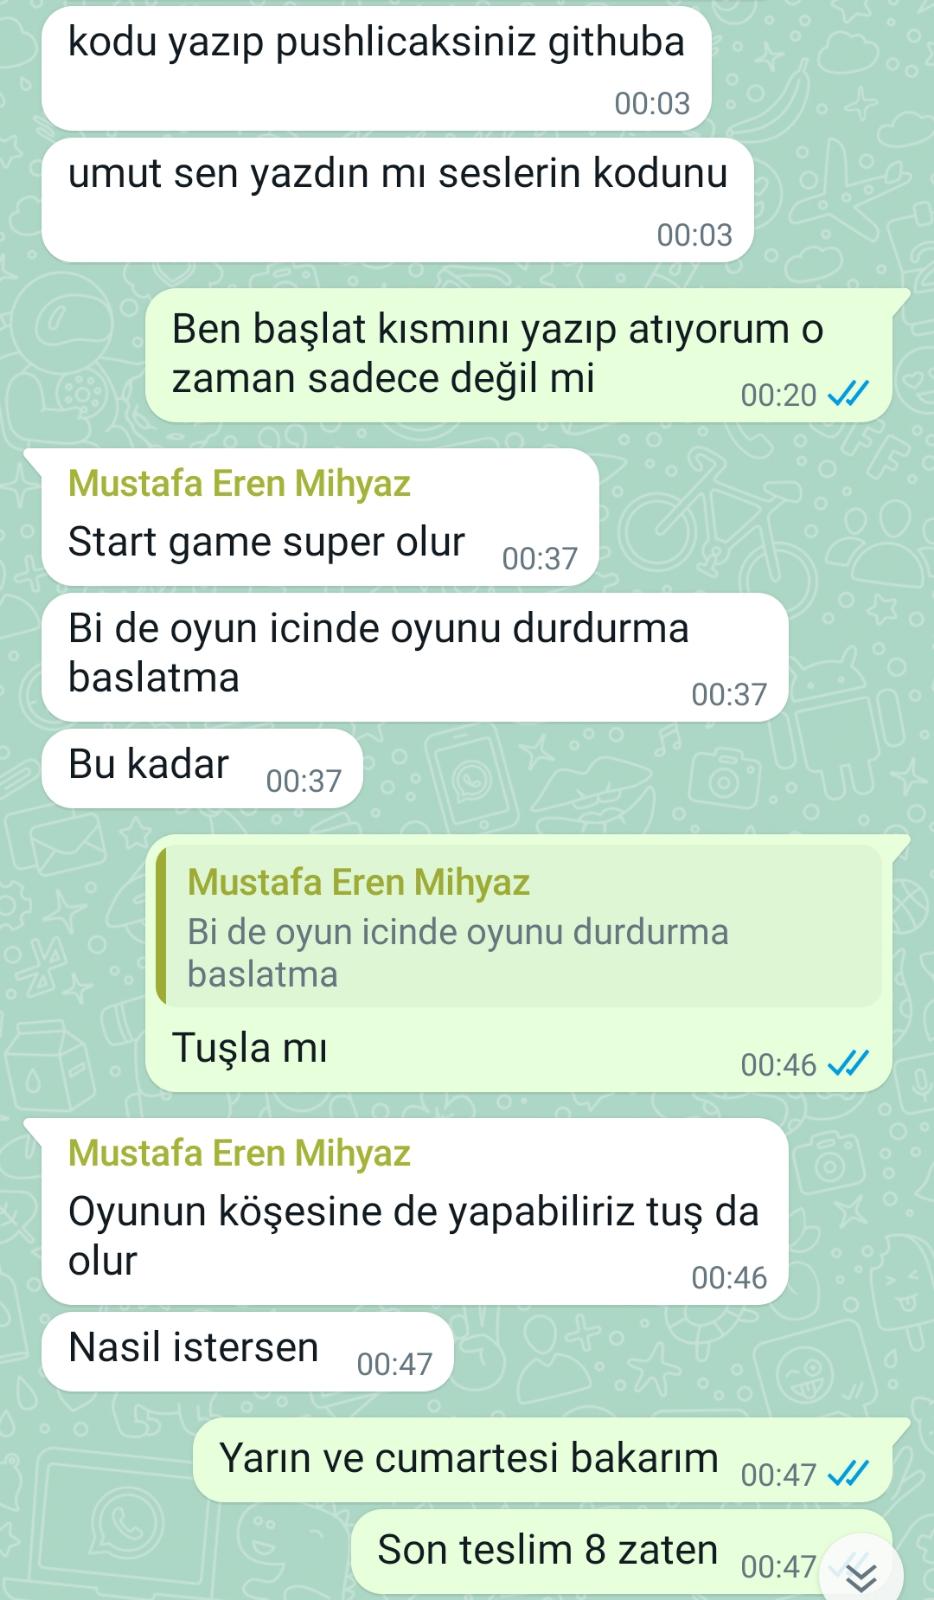 kodu yazıp pushlicaksiniz githuba
00:03
umut sen yazdın mı seslerin kodunu
00:03
Ben başlat kısmını yazıp atıyorum o
zaman sadece değil mi
00:20
Mustafa Eren Mihyaz
Start game super olur 00:37
Bi de oyun icinde oyunu durdurma
baslatma
00:37
Bu kadar 00:37
Mustafa Eren Mihyaz
Bi de oyun icinde oyunu durdurma
baslatma
Tuşla mı
00:46
Mustafa Eren Mihyaz
Oyunun köşesine de yapabiliriz tuş da
olur
00:46
Nasil istersen 00:47
Yarın ve cumartesi bakarım 00:47
Son teslim 8 zaten 00:47